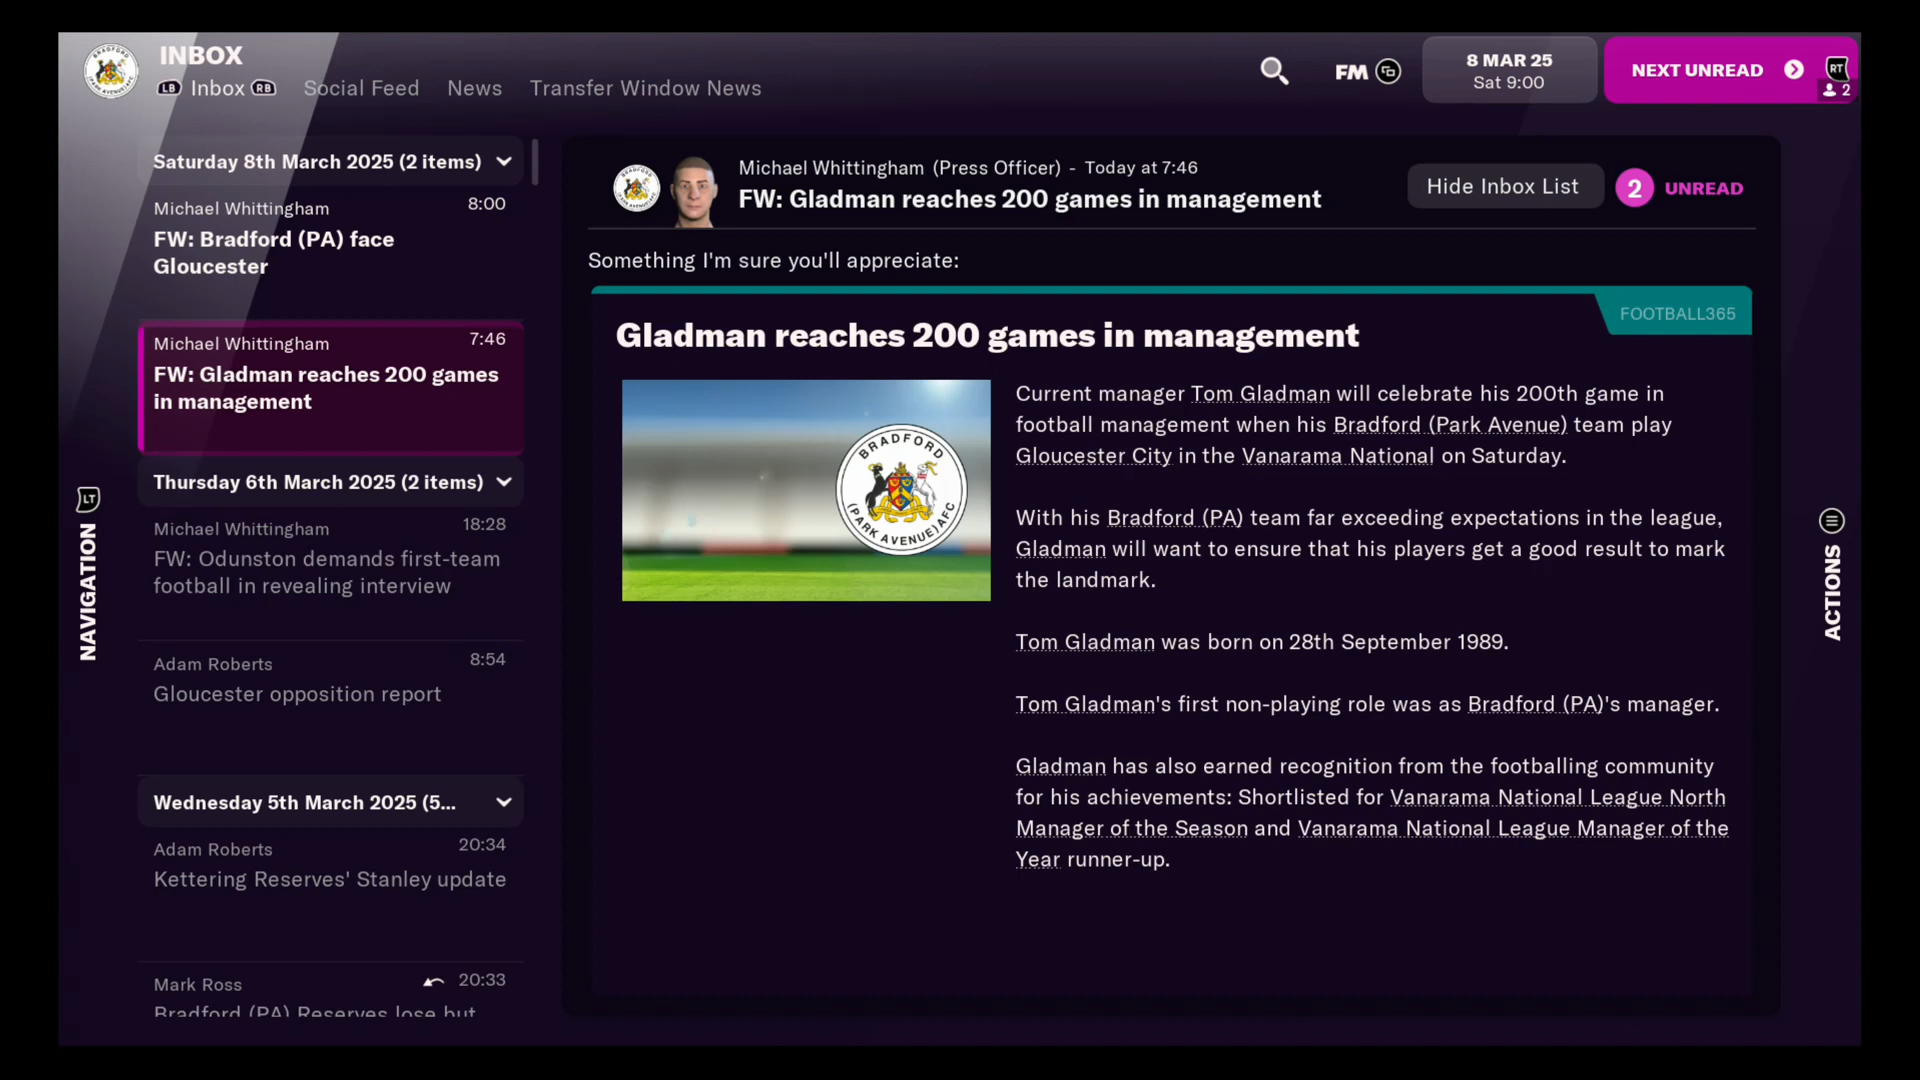 INBOX
LB Inbox RB Social Feed News Transfer Window News
FM
8 MAR 25
Sat 9:00
NEXT UNREAD
RT
2
Saturday 8th March 2025 (2 items)
Michael Whittingham 8:00
FW: Bradford (PA) face
Gloucester
Michael Whittingham 7:46
FW: Gladman reaches 200 games
in management
Thursday 6th March 2025 (2 items)
Michael Whittingham 18:28
FW: Odunston demands first-team
football in revealing interview
Adam Roberts 8:54
Gloucester opposition report
Wednesday 5th March 2025 (5...
Adam Roberts 20:34
Kettering Reserves' Stanley update
Mark Ross 20:33
Bradford (PA) Reserves lose but
LT
NAVIGATION
Michael Whittingham (Press Officer) - Today at 7:46
FW: Gladman reaches 200 games in management
Hide Inbox List
2 UNREAD
Something I'm sure you'll appreciate:
FOOTBALL365
Gladman reaches 200 games in management
BRADFORD
(PARK AVENUE) AFC
Current manager Tom Gladman will celebrate his 200th game in
football management when his Bradford (Park Avenue) team play
Gloucester City in the Vanarama National on Saturday.
With his Bradford (PA) team far exceeding expectations in the league,
Gladman will want to ensure that his players get a good result to mark
the landmark.
Tom Gladman was born on 28th September 1989.
Tom Gladman's first non-playing role was as Bradford (PA)'s manager.
Gladman has also earned recognition from the footballing community
for his achievements: Shortlisted for Vanarama National League North
Manager of the Season and Vanarama National League Manager of the
Year runner-up.
ACTIONS